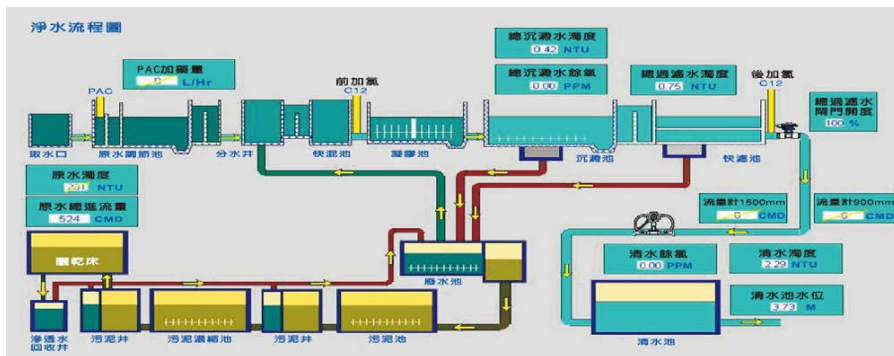 淨水流程圖
PAC加藥量
L/Hr
總沉澱水濁度
0.42 NTU
總沉澱水餘氯
0.00 PPM
總過濾水濁度
0.75 NTU
前加氯
C12
後加氯
C12
總過濾水
閘門開度
100 %
PAC
取水口
原水調節池
分水井
快混池
凝膠池
沉澱池
快濾池
原水濁度
NTU
原水總進流量
524 CMD
流量計1500mm
CMD
流量計900mm
CMD
曬乾床
廢水池
清水餘氯
0.00 PPM
清水濁度
2.29 NTU
清水池水位
3.73 M
滲透水
回收井
污泥井
污泥濃縮池
污泥井
污泥池
清水池